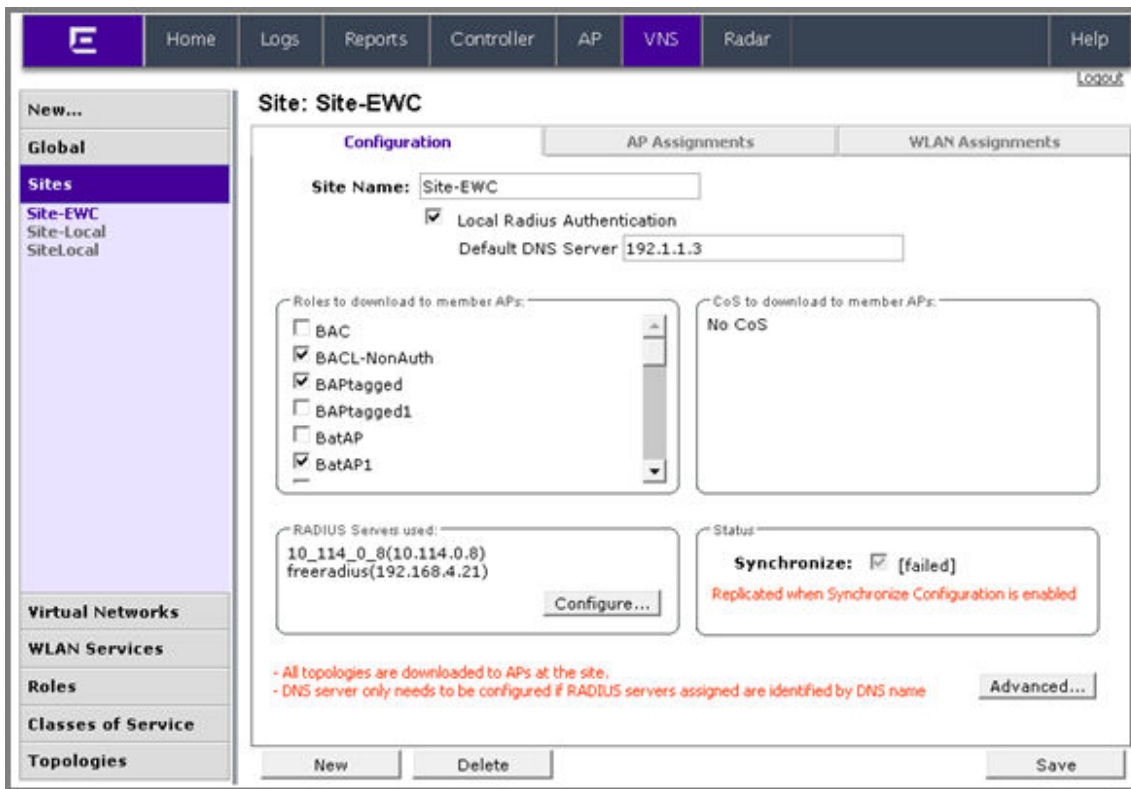 Home Logs Reports Controller AP VNS Radar Help
Logout
New...
Global
Sites
Site-EWC
Site-Local
SiteLocal
Virtual Networks
WLAN Services
Roles
Classes of Service
Topologies
Site: Site-EWC
Configuration AP Assignments WLAN Assignments
Site Name: Site-EWC
Local Radius Authentication
Default DNS Server 192.1.1.3
Roles to download to member APs:
BAC
BACL-NonAuth
BAPtagged
BAPtagged1
BatAP
BatAP1
CoS to download to member APs:
No CoS
RADIUS Servers used:
10_114_0_8(10.114.0.8)
freeradius(192.168.4.21)
Configure...
Status
Synchronize: [failed]
Replicated when Synchronize Configuration is enabled
- All topologies are downloaded to APs at the site.
- DNS server only needs to be configured if RADIUS servers assigned are identified by DNS name
Advanced...
New Delete Save